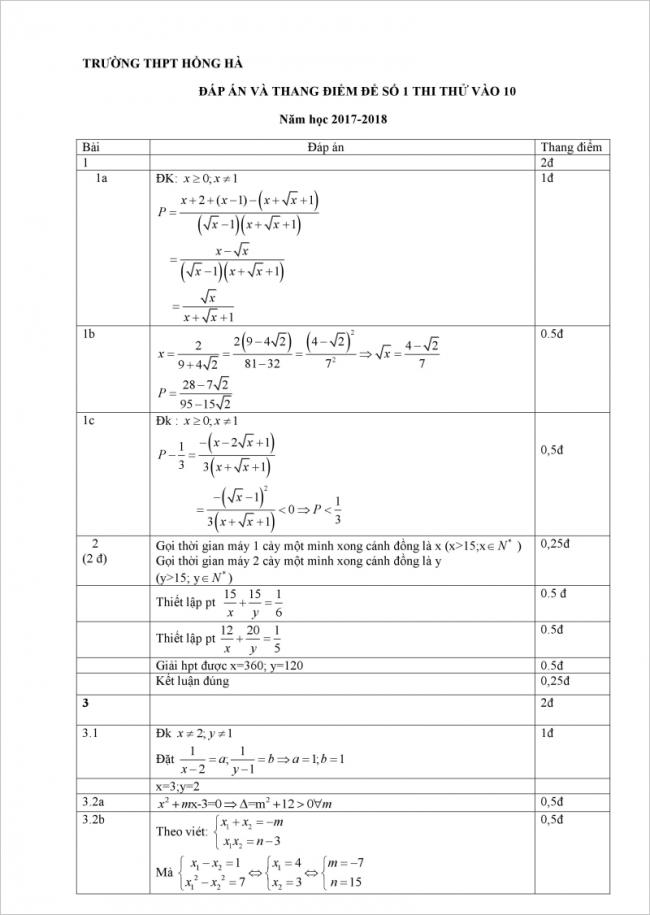 TRƯỜNG THPT HỒNG HÀ
ĐÁP ÁN VÀ THANG ĐIỂM ĐỀ SỐ 1 THI THỬ VÀO 10
Năm học 2017-2018
Bài Đáp án Thang điểm
1 2đ
1a ĐK: x ≥ 0; x ≠ 1 1đ
P = (x+2+(x−1)−(x+√x+1))/((√x−1)(x+√x+1))
= (x−√x)/((√x−1)(x+√x+1))
= √x/(x+√x+1)
1b x = 2/(9+4√2) = 2(9−4√2)/(81−32) = (4−√2)²/7² ⇒ √x = (4−√2)/7 0.5đ
P = (28−7√2)/(95−15√2)
1c Đk : x ≥ 0; x ≠ 1
P − 1/3 = −(x−2√x+1)/(3(x+√x+1)) 0,5đ
= −(√x−1)²/(3(x+√x+1)) < 0 ⇒ P < 1/3
2 Gọi thời gian máy 1 cày một mình xong cánh đồng là x (x>15;x∈ N* ) 0,25đ
(2 đ) Gọi thời gian máy 2 cày một mình xong cánh đồng là y
(y>15; y∈ N* )
Thiết lập pt 15/x + 15/y = 1/6 0.5 đ
Thiết lập pt 12/x + 20/y = 1/5 0.5đ
Giải hpt được x=360; y=120 0.5đ
Kết luận đúng 0,25đ
3 2đ
3.1 Đk x ≠ 2; y ≠ 1 1đ
Đặt 1/(x−2) = a; 1/(y−1) = b ⇒ a = 1; b = 1
x=3;y=2
3.2a x² + mx-3=0 ⇒ Δ=m² +12 > 0∀m 0,5đ
3.2b Theo viét: { x₁ + x₂ = −m ; x₁x₂ = n − 3 0,5đ
Mà { x₁ − x₂ = 1 ; x₁² − x₂² = 7 ⇔ { x₁ = 4 ; x₂ = 3 ⇔ { m = −7 ; n = 15